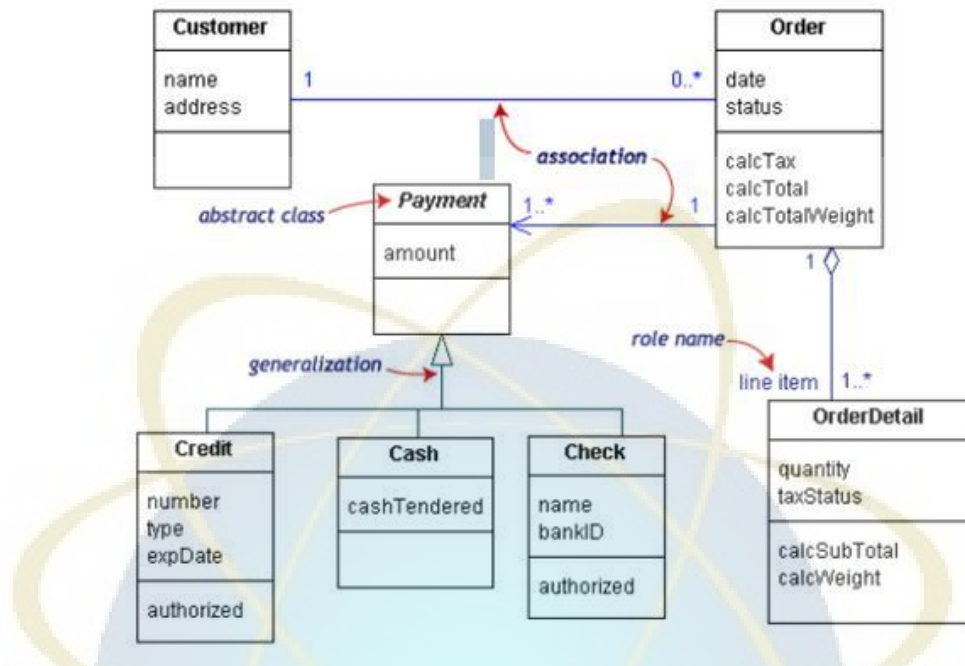 Customer
name
address
1
0..*
Order
date
status
calcTax
calcTotal
calcTotalWeight
association
abstract class
Payment
amount
1..*
1
1
role name
line item
1..*
generalization
Credit
number
type
expDate
authorized
Cash
cashTendered
Check
name
bankID
authorized
OrderDetail
quantity
taxStatus
calcSubTotal
calcWeight